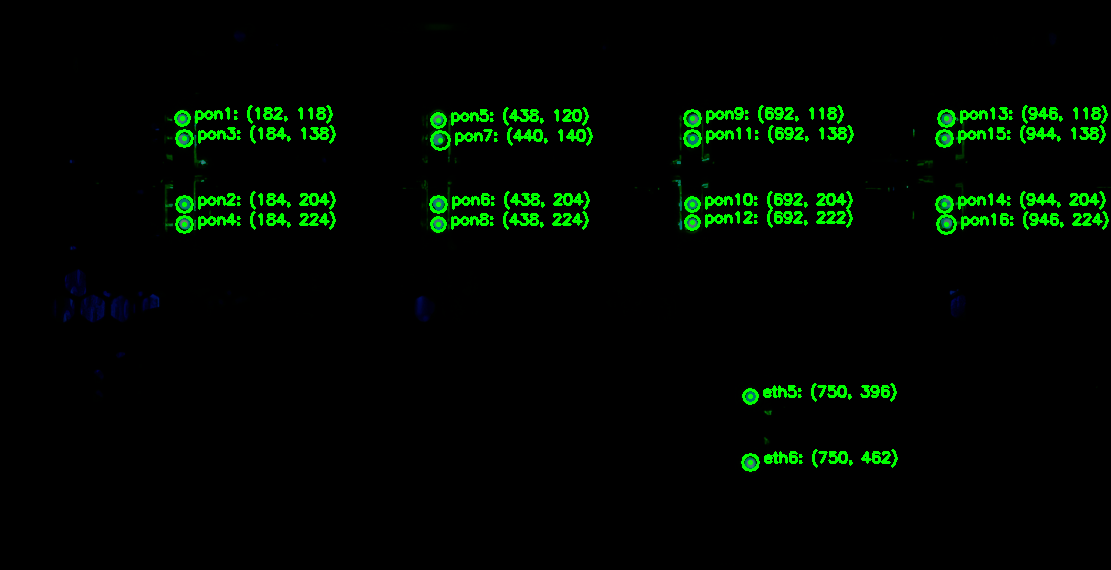 pon1: (182, 118)
pon5: (438, 120)
pon9: (692, 118)
pon13: (946, 118)
pon3: (184, 138)
pon7: (440, 140)
pon11: (692, 138)
pon15: (944, 138)
pon2: (184, 204)
pon6: (438, 204)
pon10: (692, 204)
pon14: (944, 204)
pon4: (184, 224)
pon8: (438, 224)
pon12: (692, 222)
pon16: (946, 224)
eth5: (750, 396)
eth6: (750, 462)